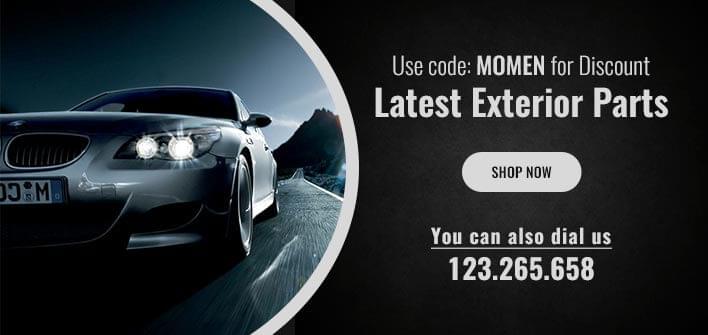 Use code: MOMEN for Discount
Latest Exterior Parts
SHOP NOW
You can also dial us
123.265.658